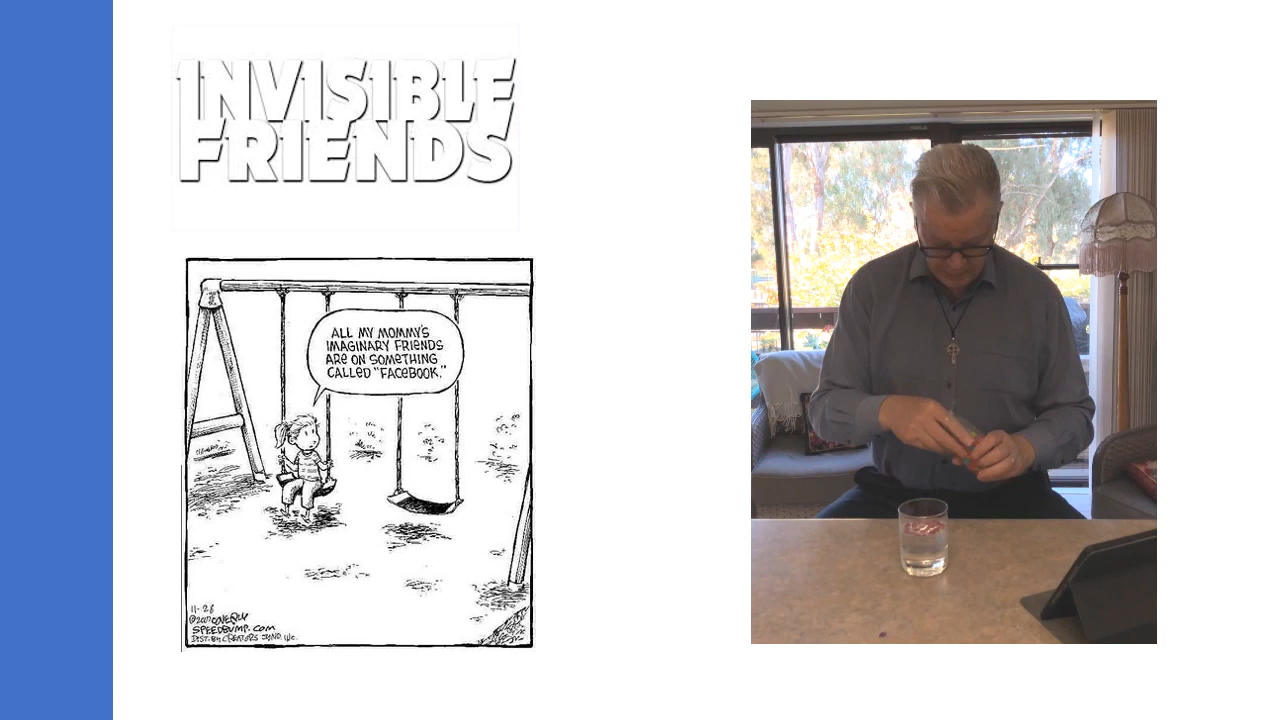 INVISIBLE
FRIENDS
ALL MY MOMMY'S
IMAGINARY FRIENDS
ARE ON SOMETHING
CALLED "FACEBOOK."
11-26
©2007 COVERLY
SPEEDBUMP.COM
DIST. BY CREATORS SYND. INC.